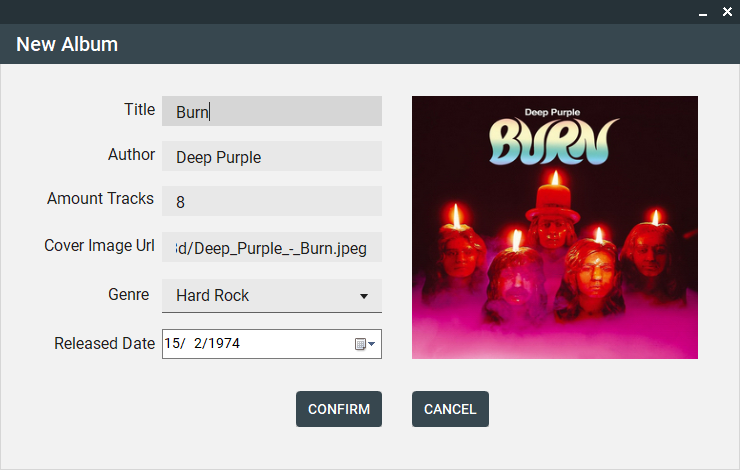 New Album
Title
Burn
Author
Deep Purple
Amount Tracks
8
Cover Image Url
3d/Deep_Purple_-_Burn.jpeg
Genre
Hard Rock
Released Date
15/ 2/1974
CONFIRM
CANCEL
Deep Purple
BURN